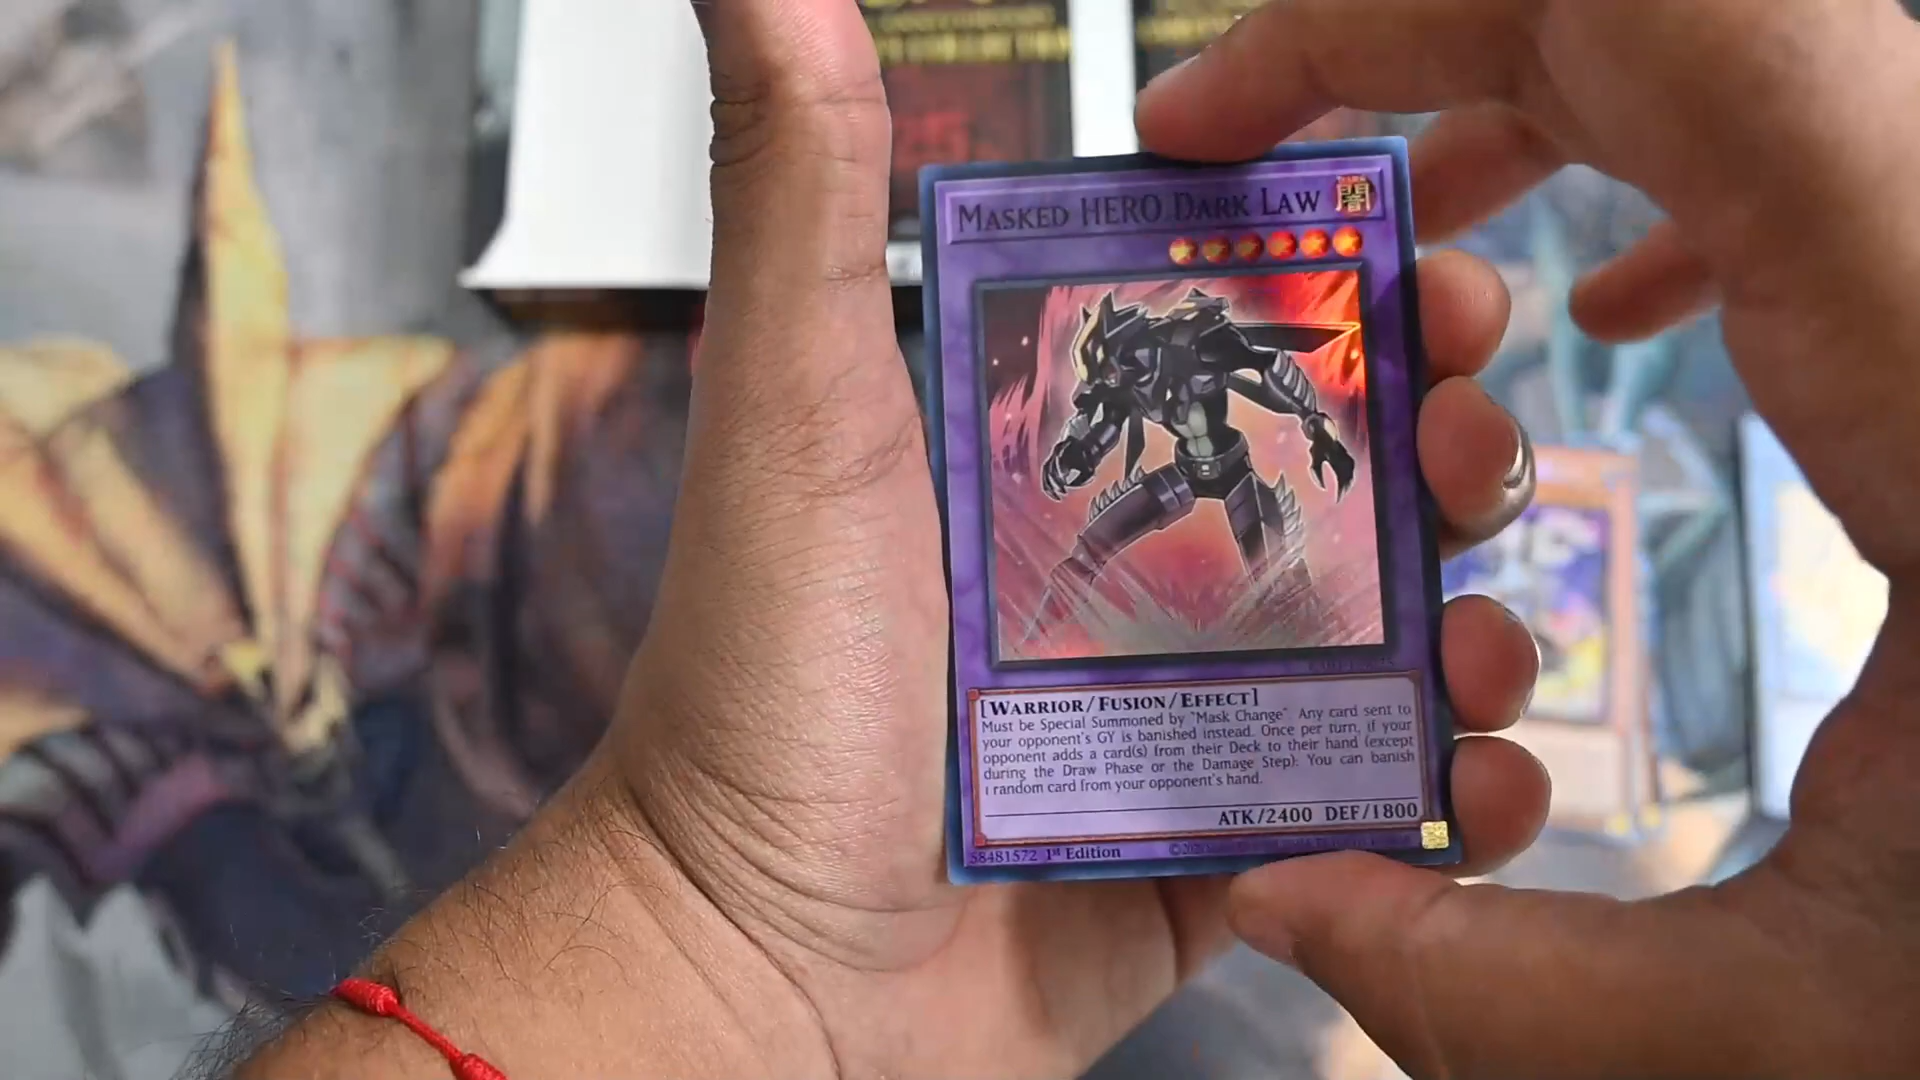 MASKED HERO DARK LAW
DARK
闇
[WARRIOR/FUSION/EFFECT]
Must be Special Summoned by "Mask Change". Any card sent to
your opponent's GY is banished instead. Once per turn, if your
opponent adds a card(s) from their Deck to their hand (except
during the Draw Phase or the Damage Step): You can banish
1 random card from your opponent's hand.
ATK/2400 DEF/1800
58481572 1st Edition